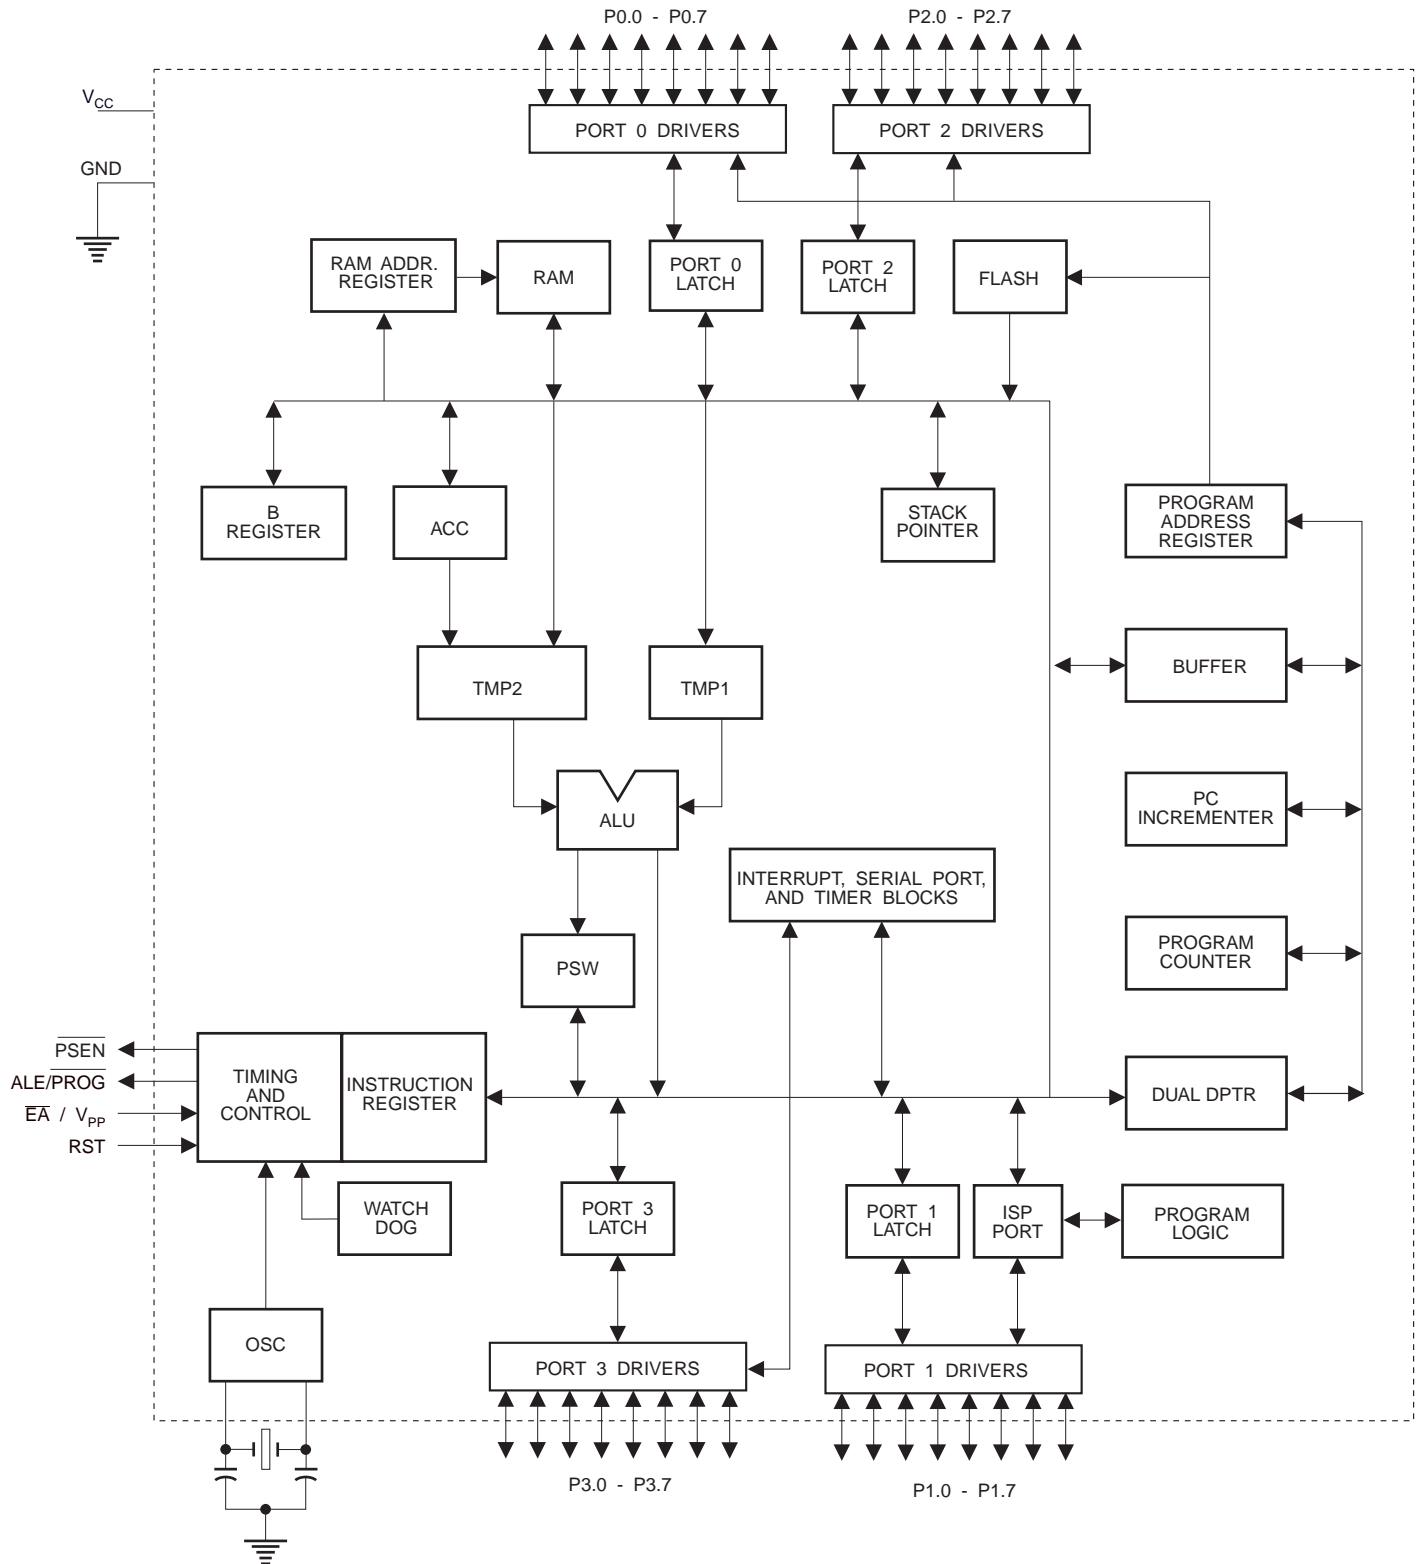 P0.0 - P0.7
P2.0 - P2.7
VCC
GND
PORT 0 DRIVERS
PORT 2 DRIVERS
RAM ADDR.
REGISTER
RAM
PORT 0
LATCH
PORT 2
LATCH
FLASH
B
REGISTER
ACC
STACK
POINTER
PROGRAM
ADDRESS
REGISTER
BUFFER
TMP2
TMP1
PC
INCREMENTER
ALU
INTERRUPT, SERIAL PORT,
AND TIMER BLOCKS
PROGRAM
COUNTER
PSW
PSEN
ALE/PROG
EA / VPP
RST
TIMING
AND
CONTROL
INSTRUCTION
REGISTER
DUAL DPTR
WATCH
DOG
PORT 3
LATCH
PORT 1
LATCH
ISP
PORT
PROGRAM
LOGIC
OSC
PORT 3 DRIVERS
PORT 1 DRIVERS
P3.0 - P3.7
P1.0 - P1.7